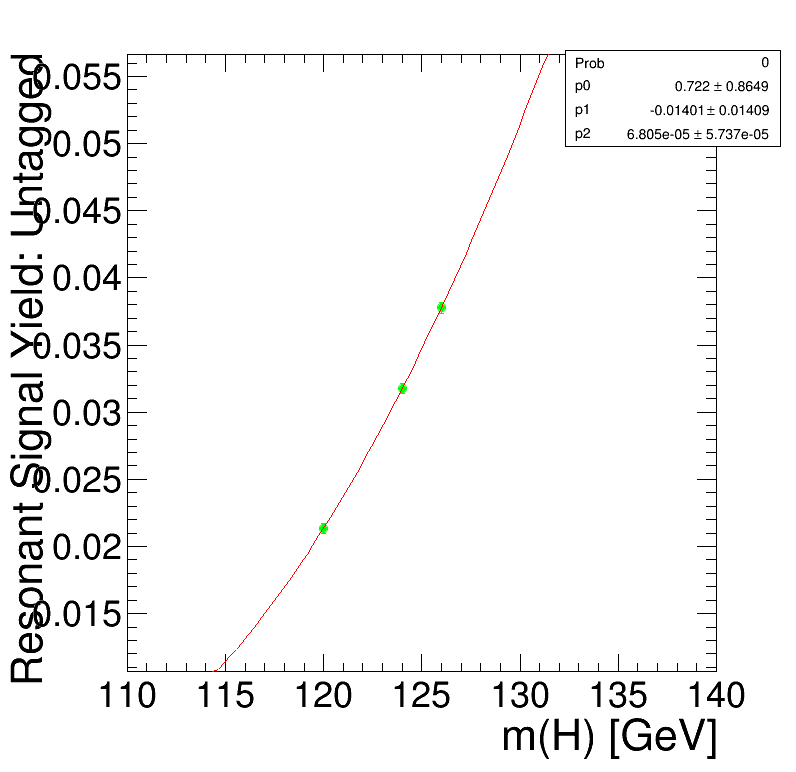 Resonant Signal Yield: Untagged
0.055
0.05
0.045
0.04
0.035
0.03
0.025
0.02
0.015
110 115 120 125 130 135 140
m(H) [GeV]
Prob 0
p0 0.722 ± 0.8649
p1 -0.01401 ± 0.01409
p2 6.805e-05 ± 5.737e-05